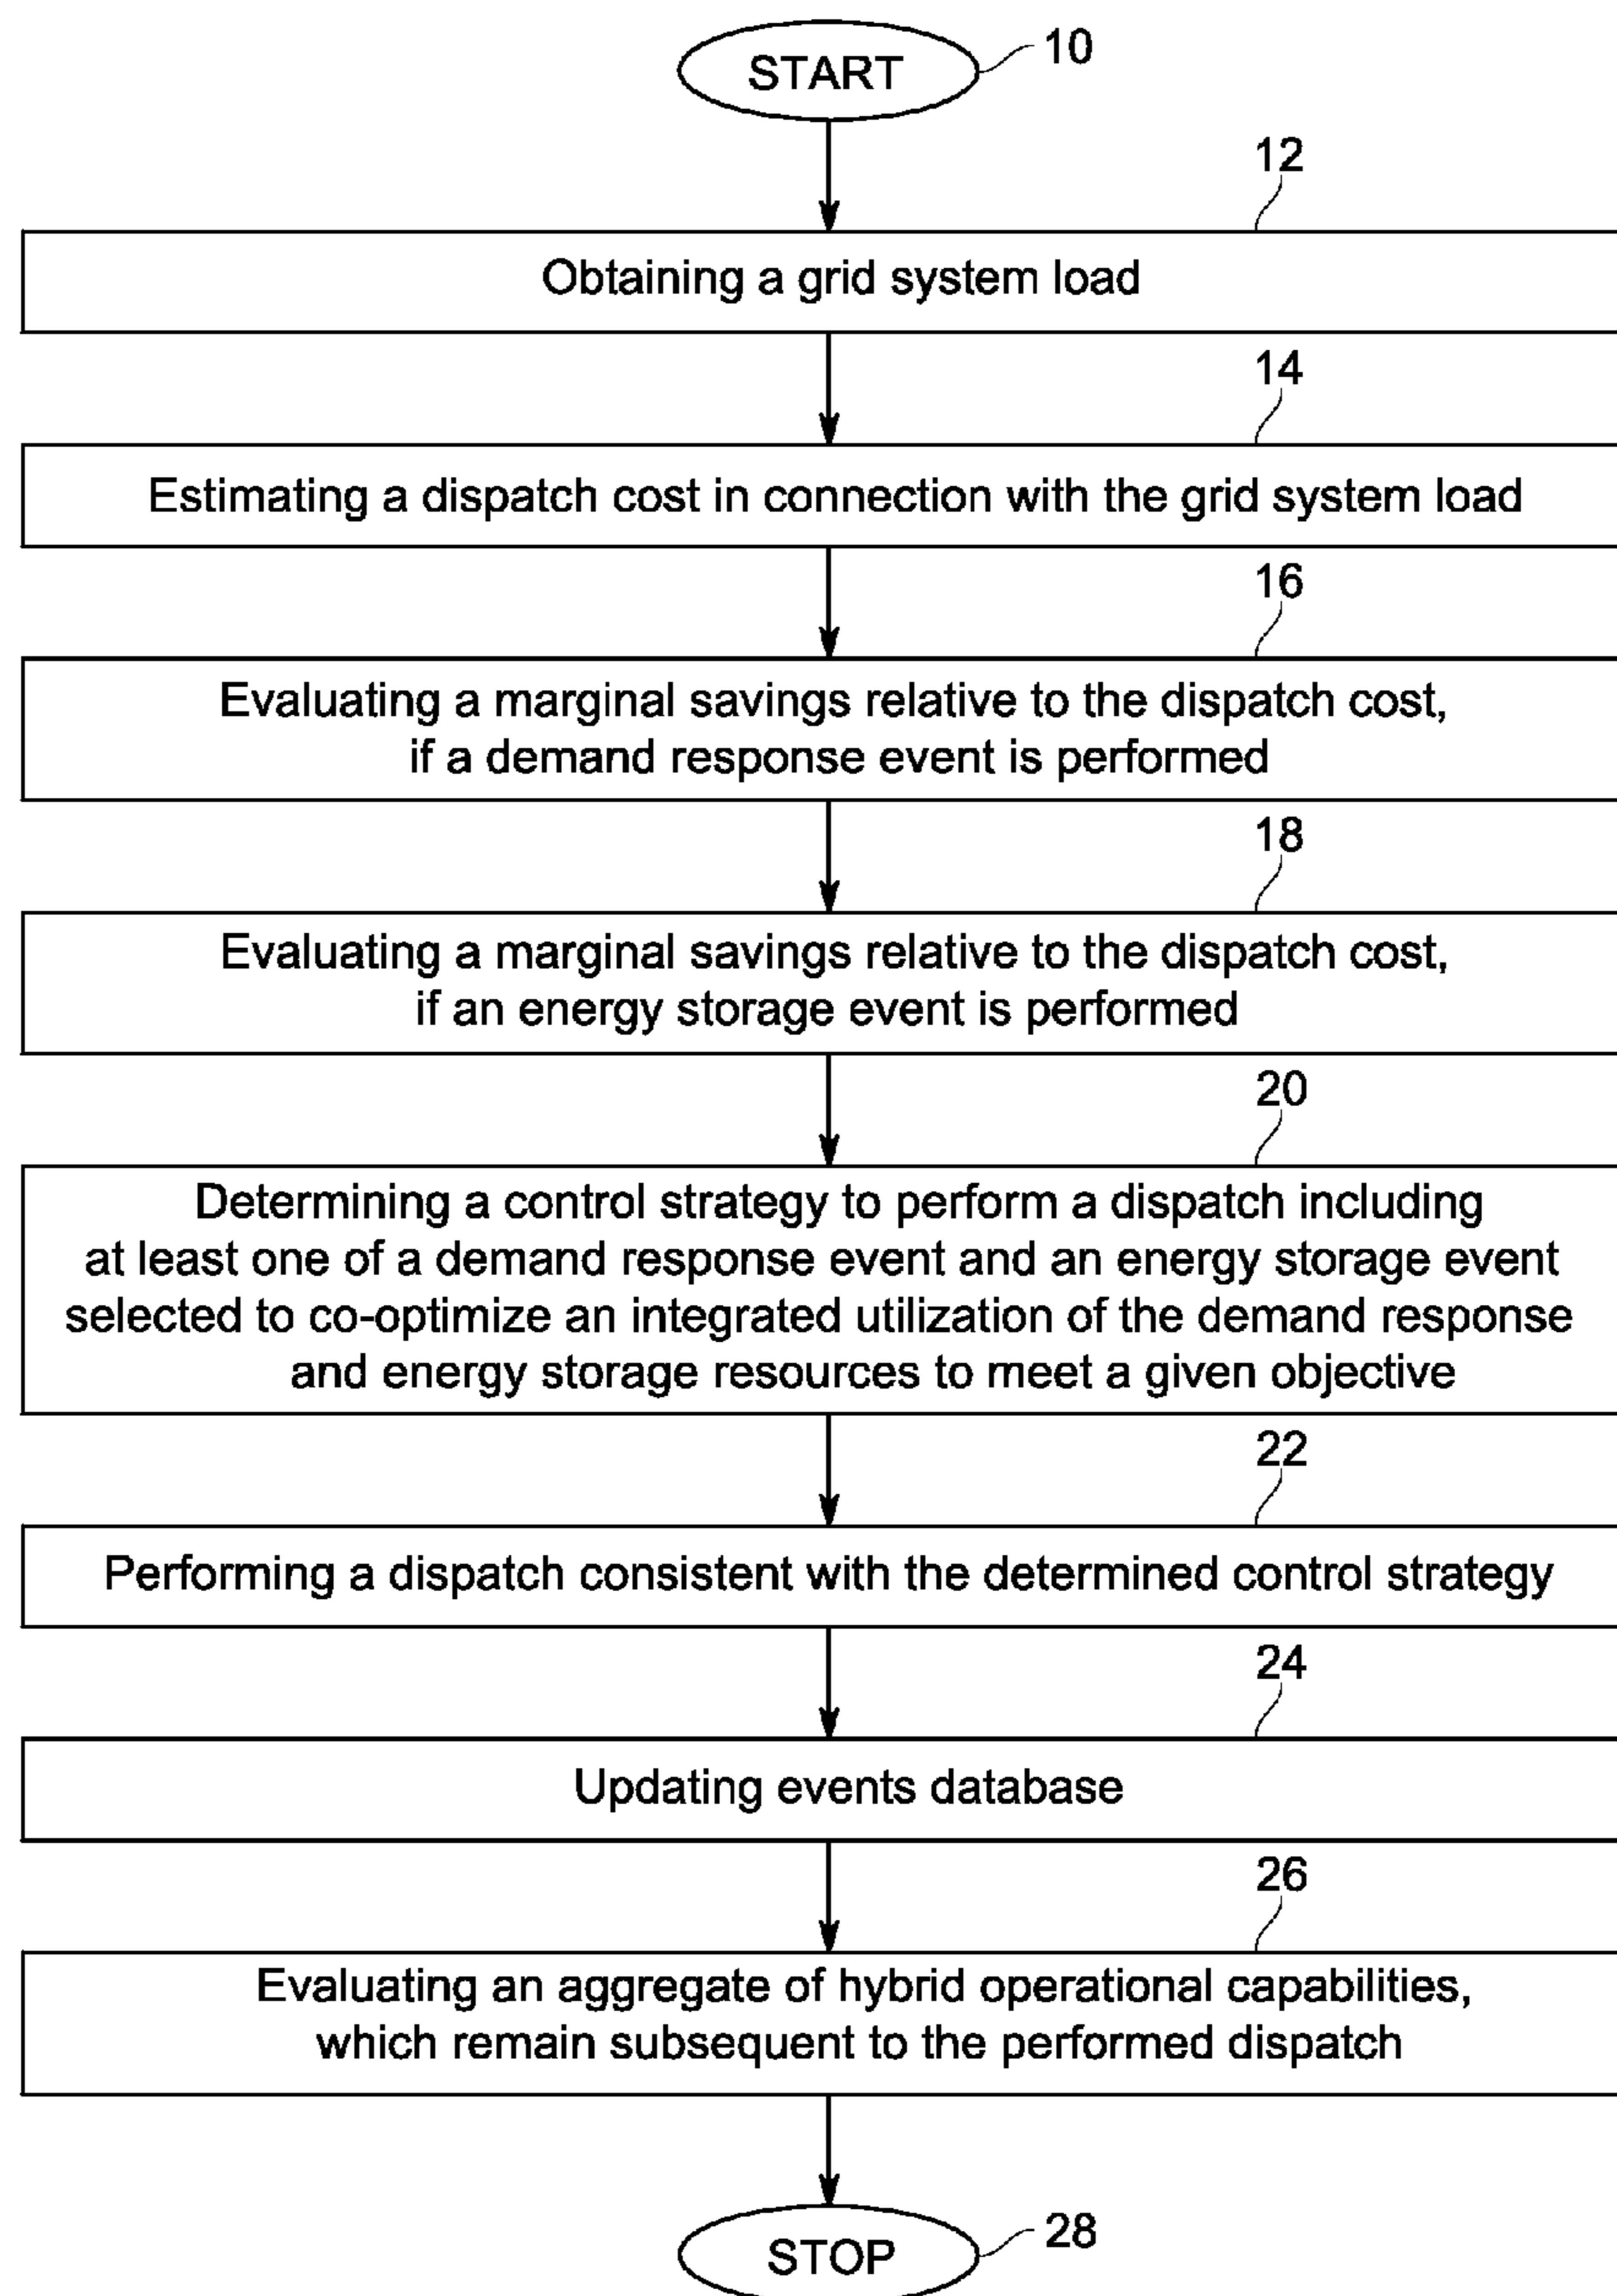 START
10
12
Obtaining a grid system load
14
Estimating a dispatch cost in connection with the grid system load
16
Evaluating a marginal savings relative to the dispatch cost,
if a demand response event is performed
18
Evaluating a marginal savings relative to the dispatch cost,
if an energy storage event is performed
20
Determining a control strategy to perform a dispatch including
at least one of a demand response event and an energy storage event
selected to co-optimize an integrated utilization of the demand response
and energy storage resources to meet a given objective
22
Performing a dispatch consistent with the determined control strategy
24
Updating events database
26
Evaluating an aggregate of hybrid operational capabilities,
which remain subsequent to the performed dispatch
STOP
28